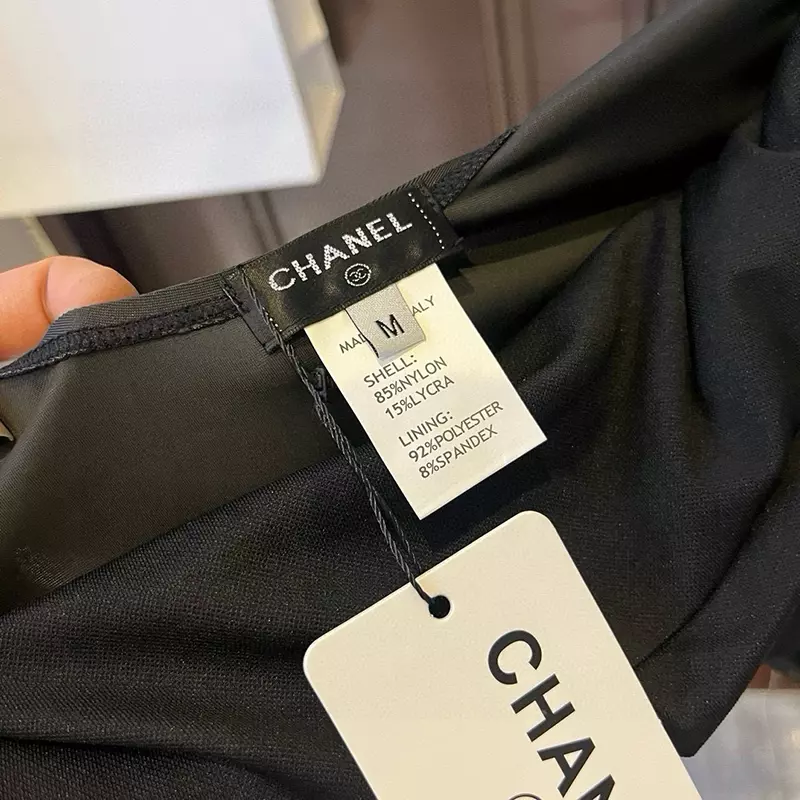 CHANEL
M
SHELL:
85%NYLON
15%LYCRA
LINING:
92%POLYESTER
8%SPANDEX
CHAN